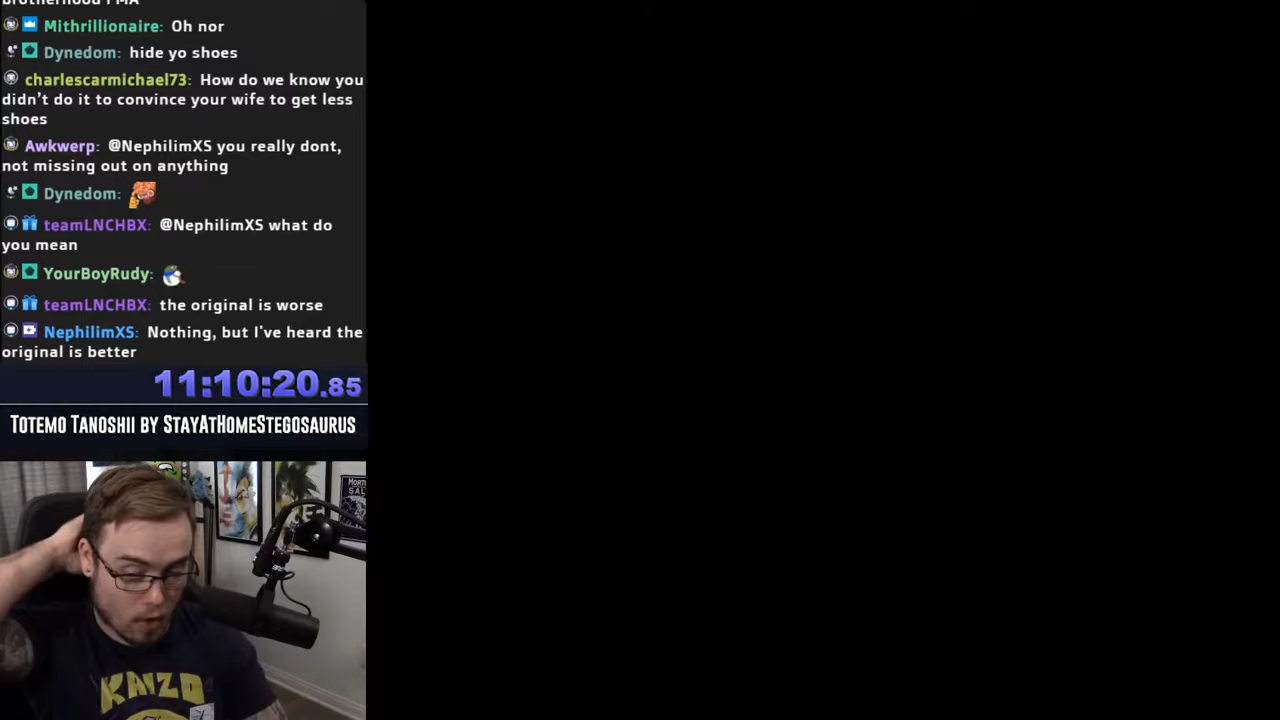 Mithrillionaire: Oh nor
Dynedom: hide yo shoes
charlescarmichael73: How do we know you
didn't do it to convince your wife to get less
shoes
Awkwerp: @NephilimXS you really dont,
not missing out on anything
Dynedom:
teamLNCHBX: @NephilimXS what do
you mean
YourBoyRudy:
teamLNCHBX: the original is worse
NephilimXS: Nothing, but I've heard the
original is better
11:10:20.85
TOTEMO TANOSHII BY STAYATHOMESTEGOSAURUS
KAIZO